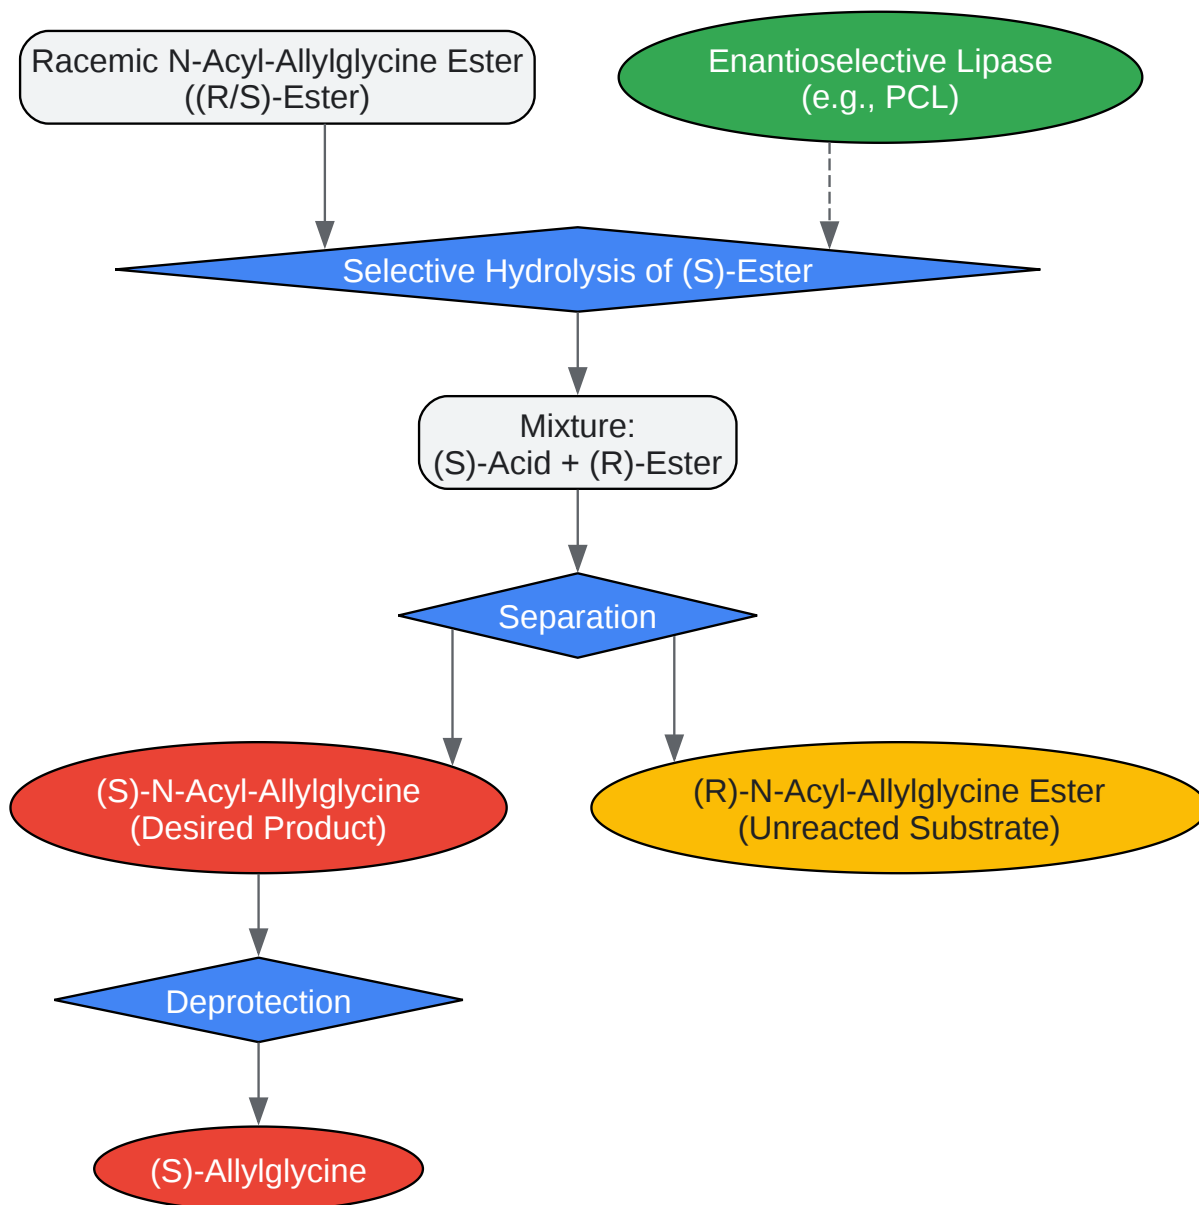 Racemic N-Acyl-Allylglycine Ester
((R/S)-Ester)
Enantioselective Lipase
(e.g., PCL)
Selective Hydrolysis of (S)-Ester
Mixture:
(S)-Acid + (R)-Ester
Separation
(S)-N-Acyl-Allylglycine
(Desired Product)
(R)-N-Acyl-Allylglycine Ester
(Unreacted Substrate)
Deprotection
(S)-Allylglycine